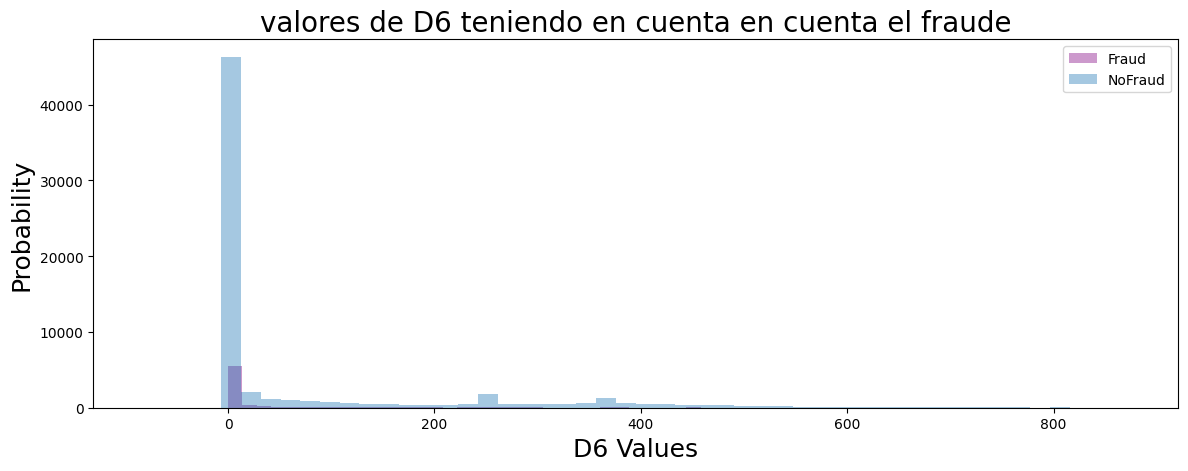 valores de D6 teniendo en cuenta en cuenta el fraude
Fraud
NoFraud
Probability
40000
30000
20000
10000
0
0 200 400 600 800
D6 Values